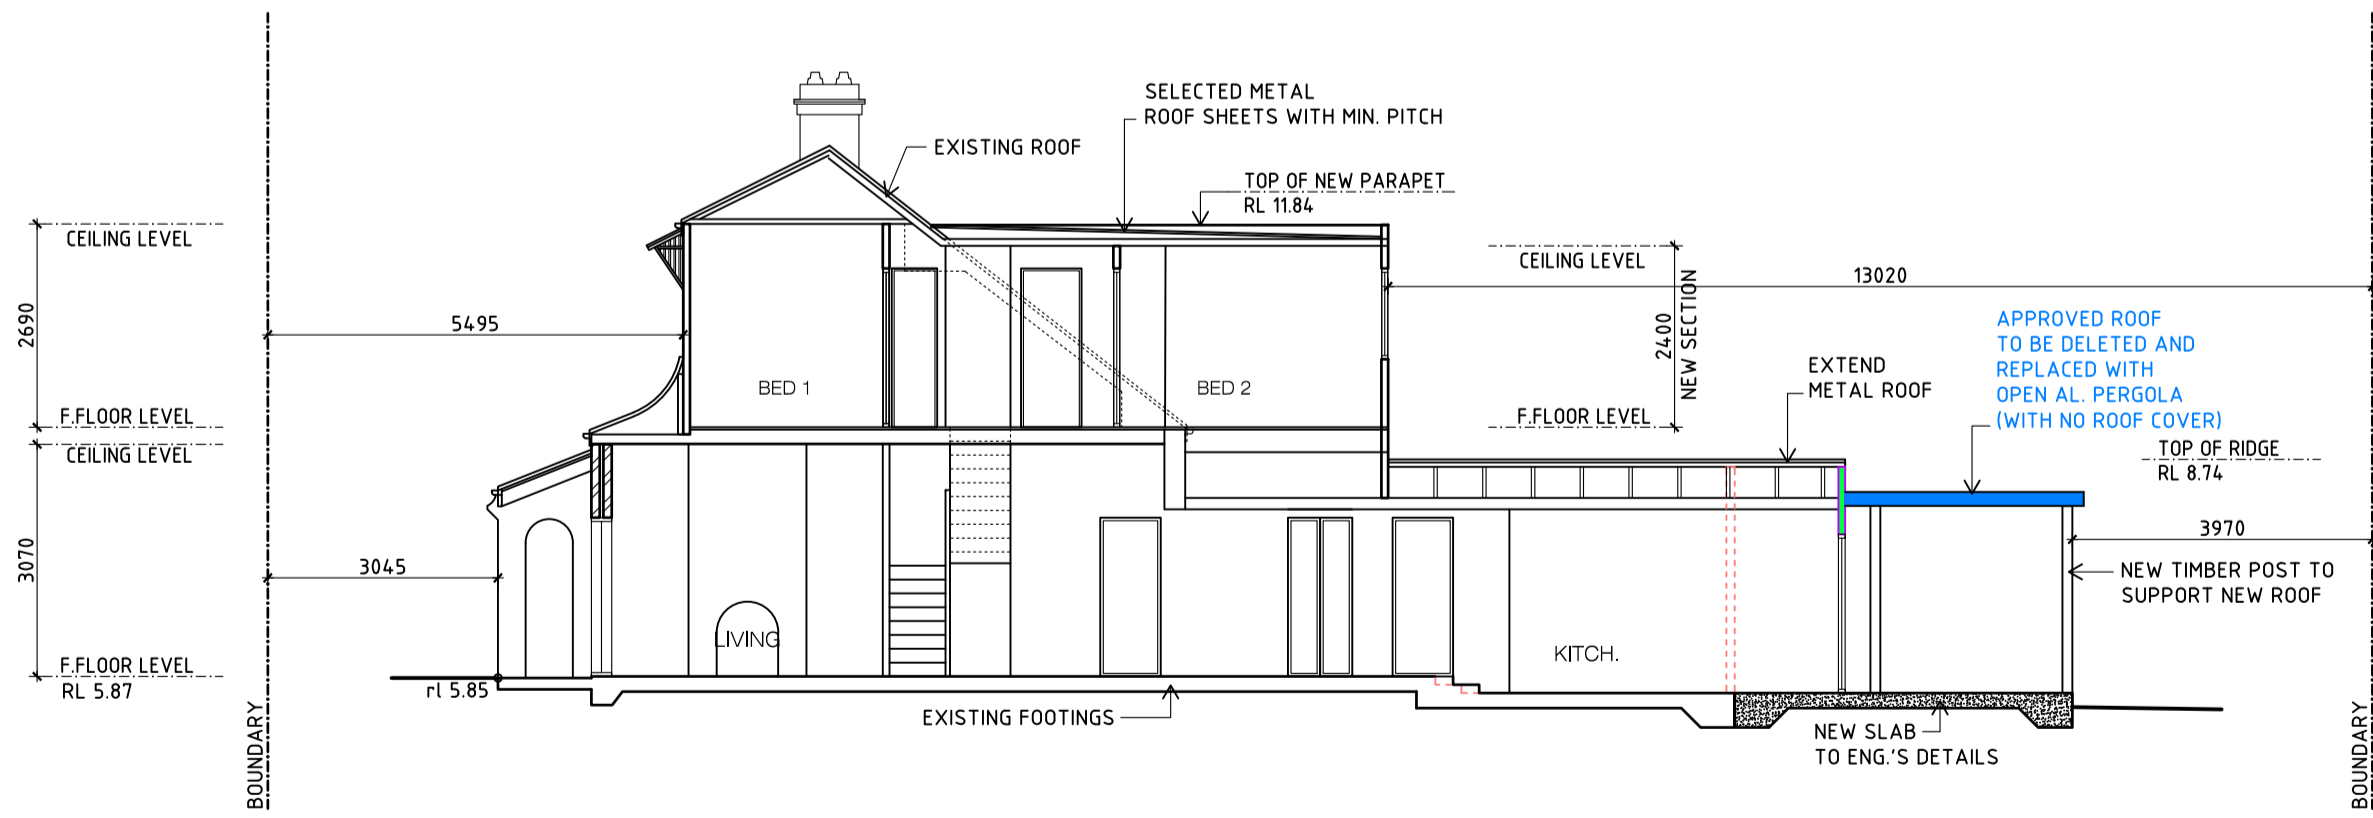 SELECTED METAL
ROOF SHEETS WITH MIN. PITCH
EXISTING ROOF
TOP OF NEW PARAPET
RL 11.84
CEILING LEVEL
CEILING LEVEL
13020
2690
5495
2400
NEW SECTION
APPROVED ROOF
TO BE DELETED AND
REPLACED WITH
OPEN AL. PERGOLA
(WITH NO ROOF COVER)
EXTEND
METAL ROOF
BED 1
BED 2
F.FLOOR LEVEL
F.FLOOR LEVEL
CEILING LEVEL
TOP OF RIDGE
RL 8.74
3070
3045
3970
NEW TIMBER POST TO
SUPPORT NEW ROOF
LIVING
KITCH.
F.FLOOR LEVEL
RL 5.87
rl 5.85
EXISTING FOOTINGS
NEW SLAB
TO ENG.'S DETAILS
BOUNDARY
BOUNDARY